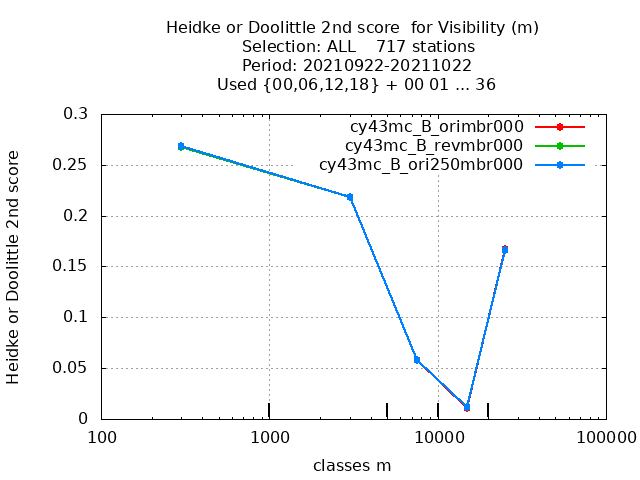 Heidke or Doolittle 2nd score  for Visibility (m)
Selection: ALL    717 stations
Period: 20210922-20211022
Used {00,06,12,18} + 00 01 ... 36
cy43mc_B_orimbr000
cy43mc_B_revmbr000
cy43mc_B_ori250mbr000
Heidke or Doolittle 2nd score
0.3
0.25
0.2
0.15
0.1
0.05
0
100 1000 10000 100000
classes m